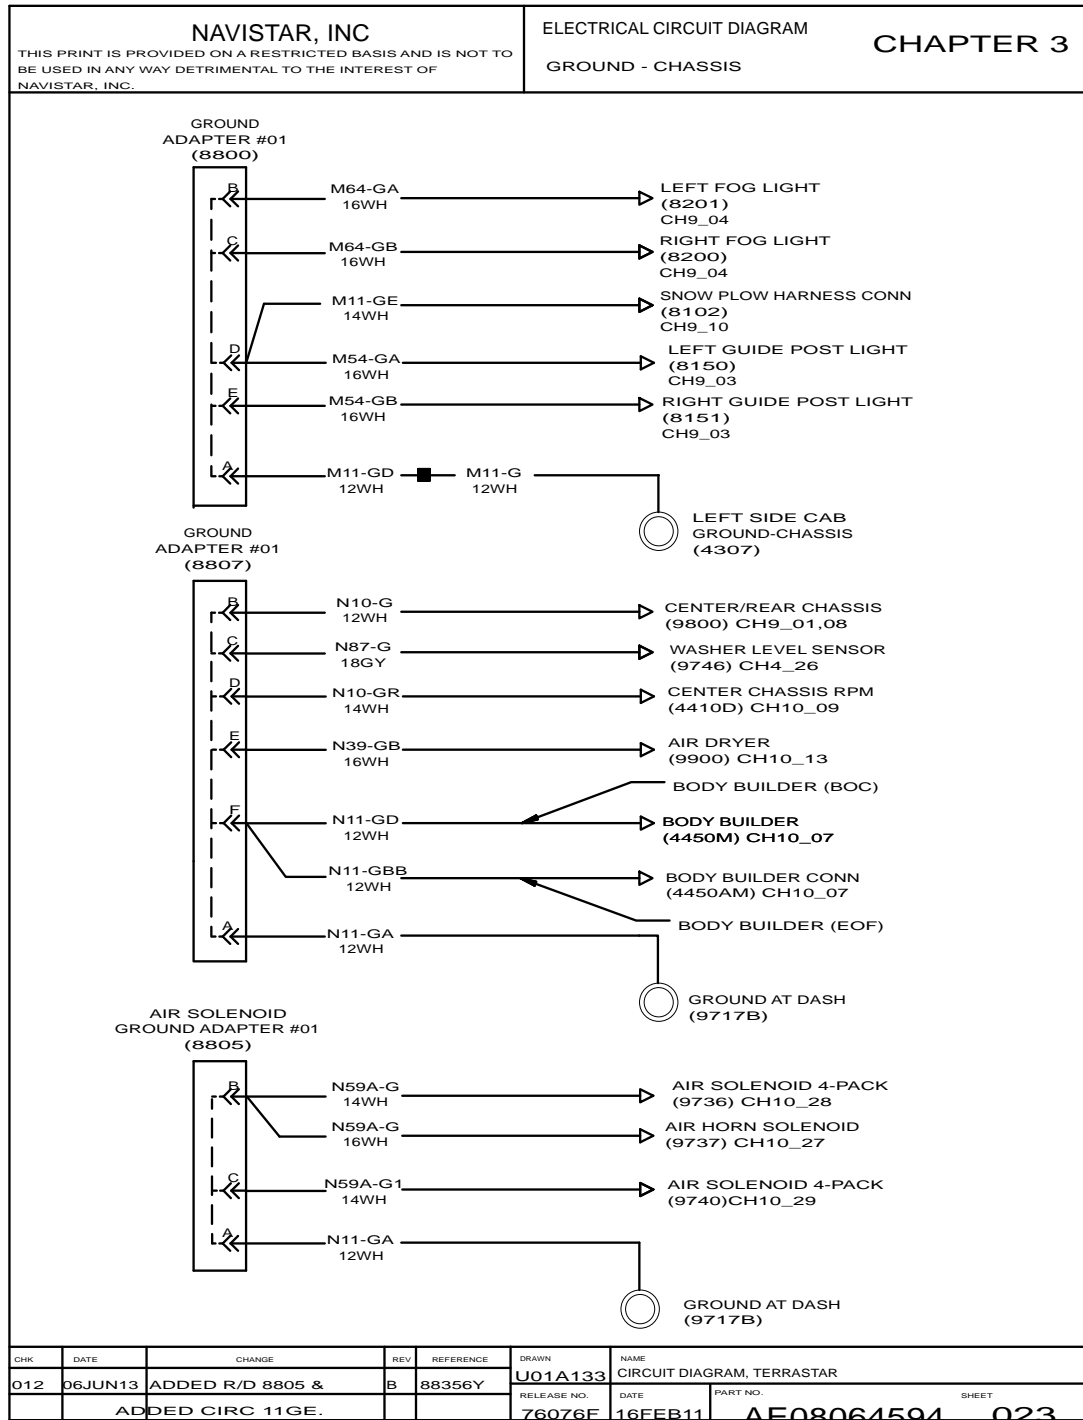 NAVISTAR, INC
THIS PRINT IS PROVIDED ON A RESTRICTED BASIS AND IS NOT TO
BE USED IN ANY WAY DETRIMENTAL TO THE INTEREST OF
NAVISTAR, INC.
ELECTRICAL CIRCUIT DIAGRAM
GROUND - CHASSIS
CHAPTER 3
GROUND
ADAPTER #01
(8800)
B
M64-GA
16WH
LEFT FOG LIGHT
(8201)
CH9_04
C
M64-GB
16WH
RIGHT FOG LIGHT
(8200)
CH9_04
M11-GE
14WH
SNOW PLOW HARNESS CONN
(8102)
CH9_10
D
M54-GA
16WH
LEFT GUIDE POST LIGHT
(8150)
CH9_03
E
M54-GB
16WH
RIGHT GUIDE POST LIGHT
(8151)
CH9_03
A
M11-GD
12WH
M11-G
12WH
LEFT SIDE CAB
GROUND-CHASSIS
(4307)
GROUND
ADAPTER #01
(8807)
B
N10-G
12WH
CENTER/REAR CHASSIS
(9800) CH9_01,08
C
N87-G
18GY
WASHER LEVEL SENSOR
(9746) CH4_26
D
N10-GR
14WH
CENTER CHASSIS RPM
(4410D) CH10_09
E
N39-GB
16WH
AIR DRYER
(9900) CH10_13
BODY BUILDER (BOC)
F
N11-GD
12WH
BODY BUILDER
(4450M) CH10_07
N11-GBB
12WH
BODY BUILDER CONN
(4450AM) CH10_07
BODY BUILDER (EOF)
A
N11-GA
12WH
GROUND AT DASH
(9717B)
AIR SOLENOID
GROUND ADAPTER #01
(8805)
B
N59A-G
14WH
AIR SOLENOID 4-PACK
(9736) CH10_28
N59A-G
16WH
AIR HORN SOLENOID
(9737) CH10_27
C
N59A-G1
14WH
AIR SOLENOID 4-PACK
(9740)CH10_29
A
N11-GA
12WH
GROUND AT DASH
(9717B)
CHK DATE CHANGE REV REFERENCE
012 06JUN13 ADDED R/D 8805 & B 88356Y
ADDED CIRC 11GE.
DRAWN
U01A133
NAME
CIRCUIT DIAGRAM, TERRASTAR
RELEASE NO.
76076F
DATE
16FEB11
PART NO.
AE08064594
SHEET
023